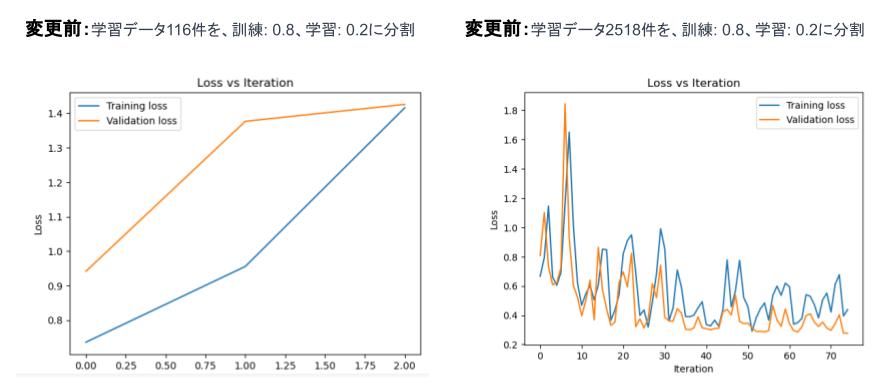 変更前：学習データ116件を、訓練: 0.8、学習: 0.2に分割
Loss vs Iteration
Training loss
Validation loss
Loss
1.4
1.3
1.2
1.1
1.0
0.9
0.8
0.00 0.25 0.50 0.75 1.00 1.25 1.50 1.75 2.00
変更前：学習データ2518件を、訓練: 0.8、学習: 0.2に分割
Loss vs Iteration
Training loss
Validation loss
Loss
1.8
1.6
1.4
1.2
1.0
0.8
0.6
0.4
0.2
0 10 20 30 40 50 60 70
Iteration